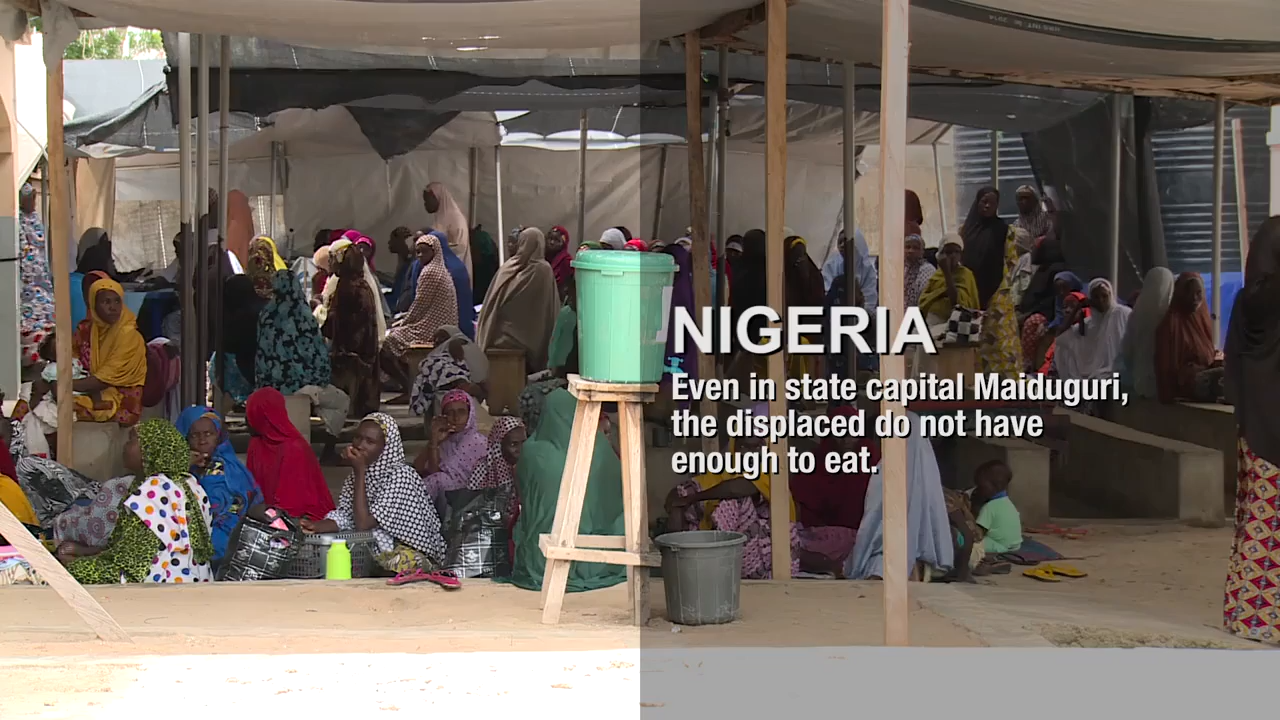 NIGERIA
Even in state capital Maiduguri,
the displaced do not have
enough to eat.